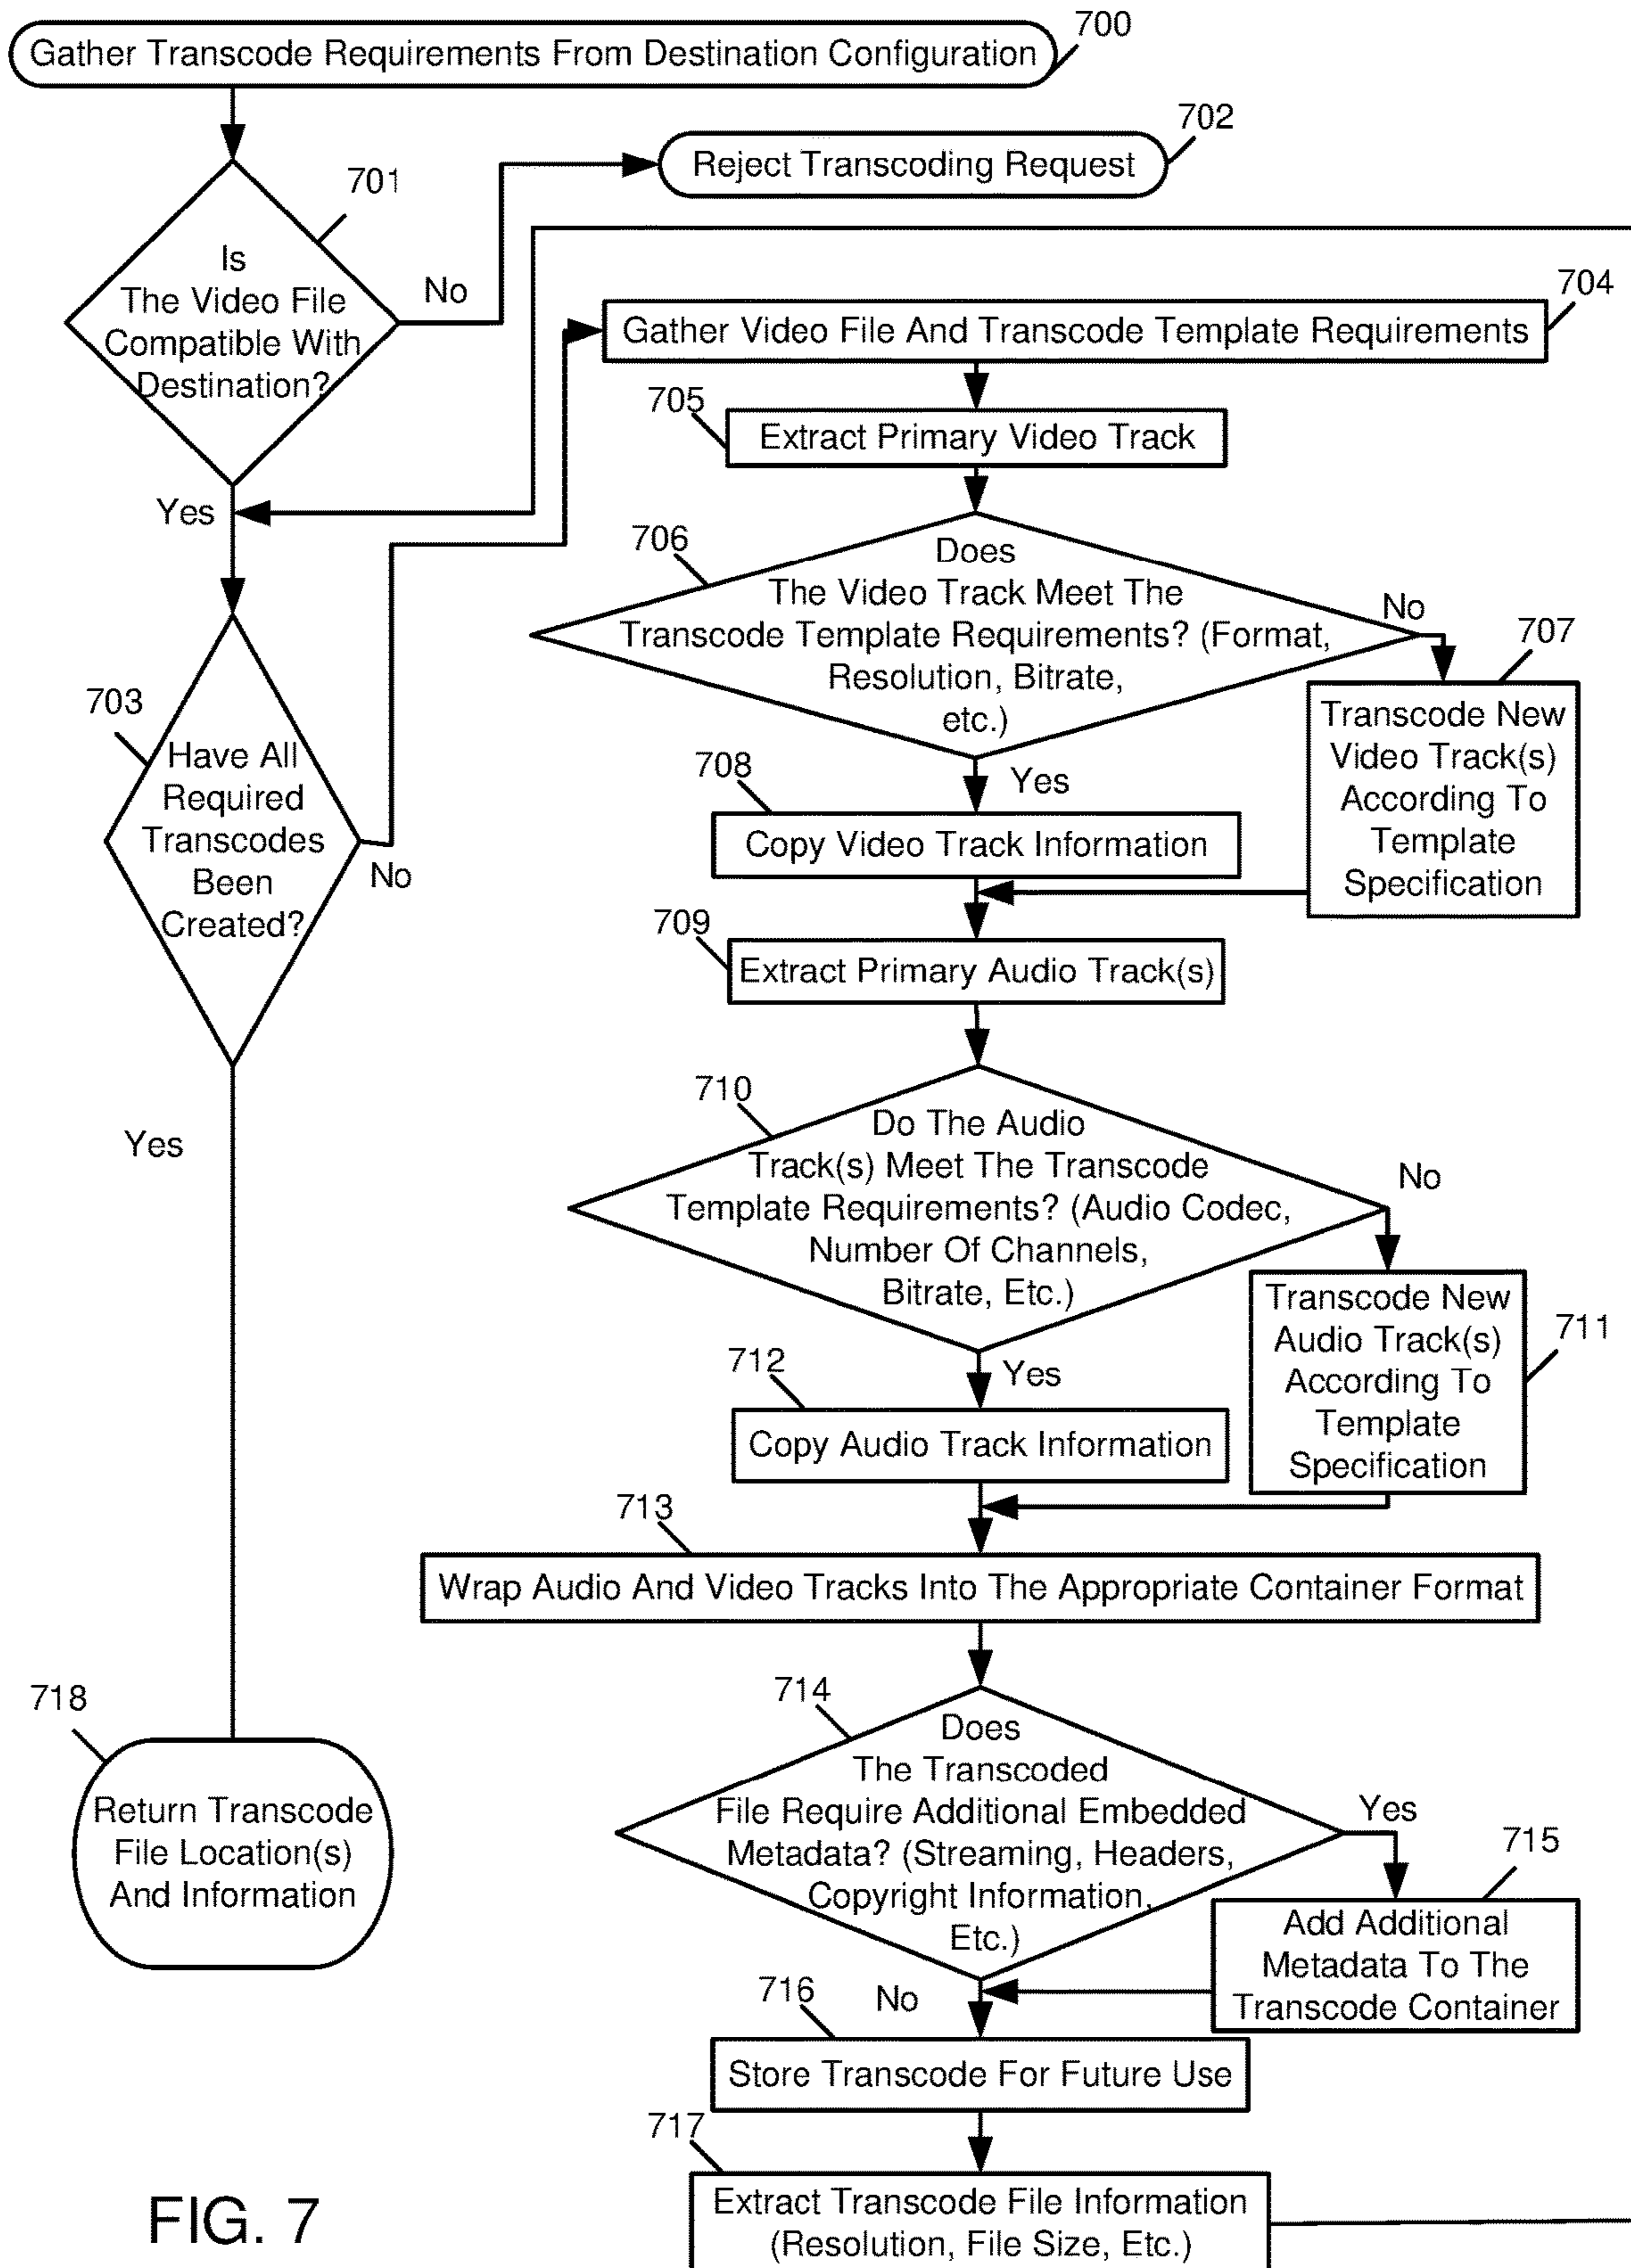 700
Gather Transcode Requirements From Destination Configuration
702
Reject Transcoding Request
701
Is
The Video File
Compatible With
Destination?
No
Yes
704
Gather Video File And Transcode Template Requirements
705
Extract Primary Video Track
706
Does
The Video Track Meet The
Transcode Template Requirements? (Format,
Resolution, Bitrate,
etc.)
No
707
Transcode New
Video Track(s)
According To
Template
Specification
703
Have All
Required
Transcodes
Been
Created?
No
Yes
708
Yes
Copy Video Track Information
709
Extract Primary Audio Track(s)
710
Do The Audio
Track(s) Meet The Transcode
Template Requirements? (Audio Codec,
Number Of Channels,
Bitrate, Etc.)
No
711
Transcode New
Audio Track(s)
According To
Template
Specification
712
Yes
Copy Audio Track Information
713
Wrap Audio And Video Tracks Into The Appropriate Container Format
714
Does
The Transcoded
File Require Additional Embedded
Metadata? (Streaming, Headers,
Copyright Information,
Etc.)
Yes
715
Add Additional
Metadata To The
Transcode Container
No
718
Return Transcode
File Location(s)
And Information
716
Store Transcode For Future Use
717
Extract Transcode File Information
(Resolution, File Size, Etc.)
FIG. 7